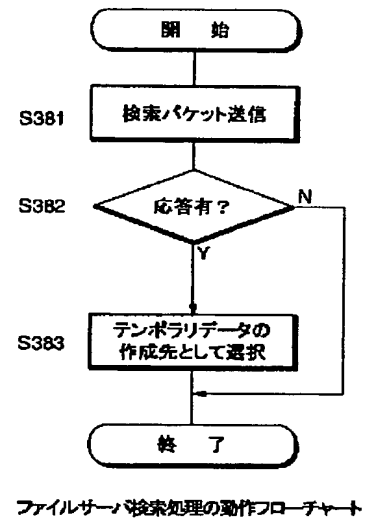 開 始
S381
検索パケット送信
S382
応答有?
N
Y
S383
テンポラリデータの
作成先として選択
終 了
ファイルサーバ検索処理の動作フローチャート